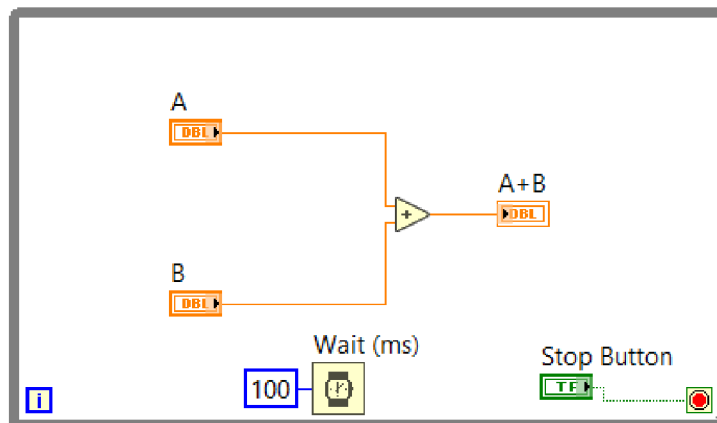 A
DBL
A+B
DBL
B
DBL
Wait (ms)
100
Stop Button
TF
i